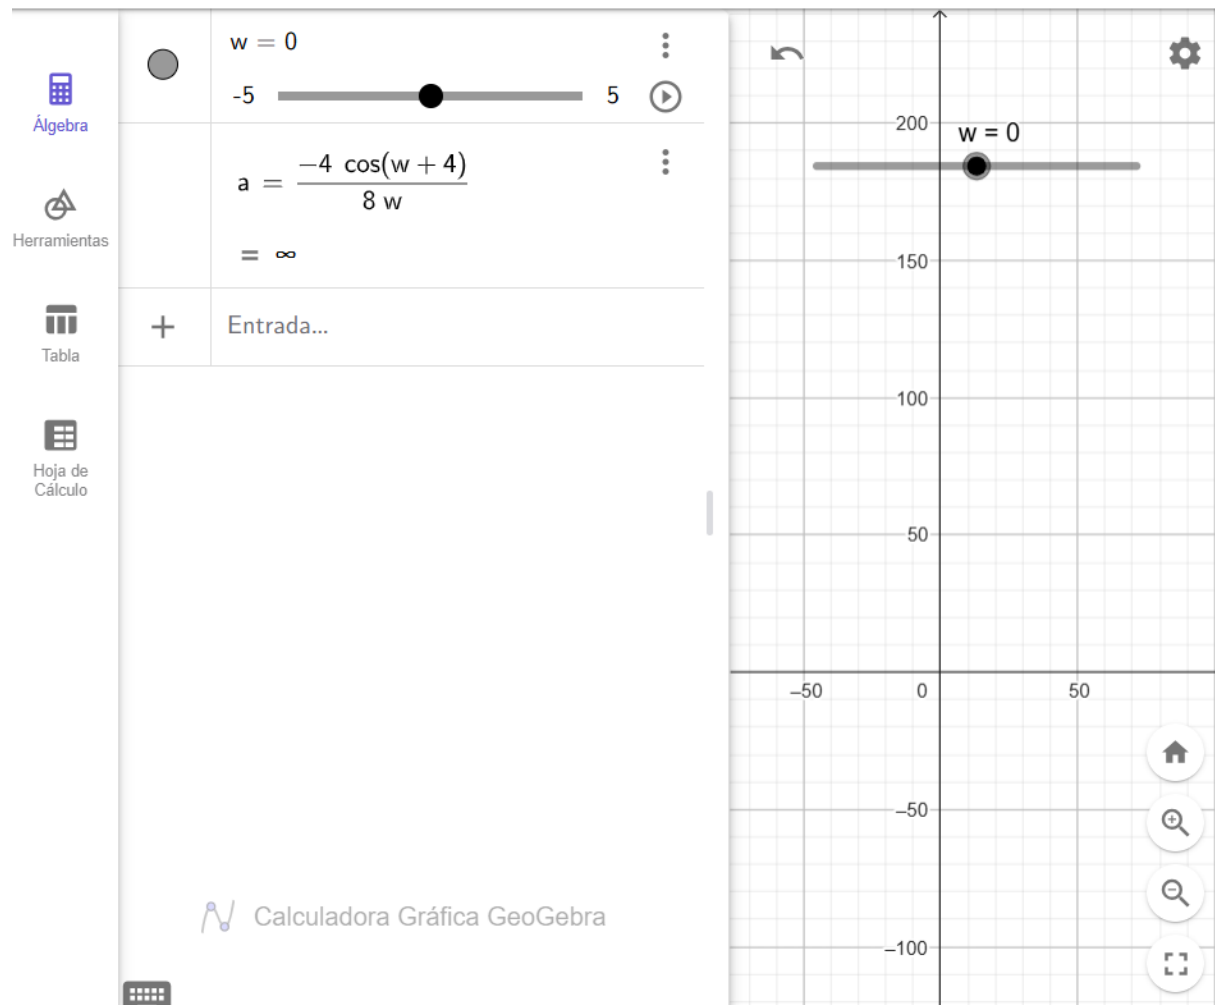 Álgebra
Herramientas
Tabla
Hoja de
Cálculo
w = 0
-5 5
a = −4 cos(w + 4) / 8 w
= ∞
+ Entrada...
Calculadora Gráfica GeoGebra
w = 0
200
150
100
50
–50 0 50
–50
–100